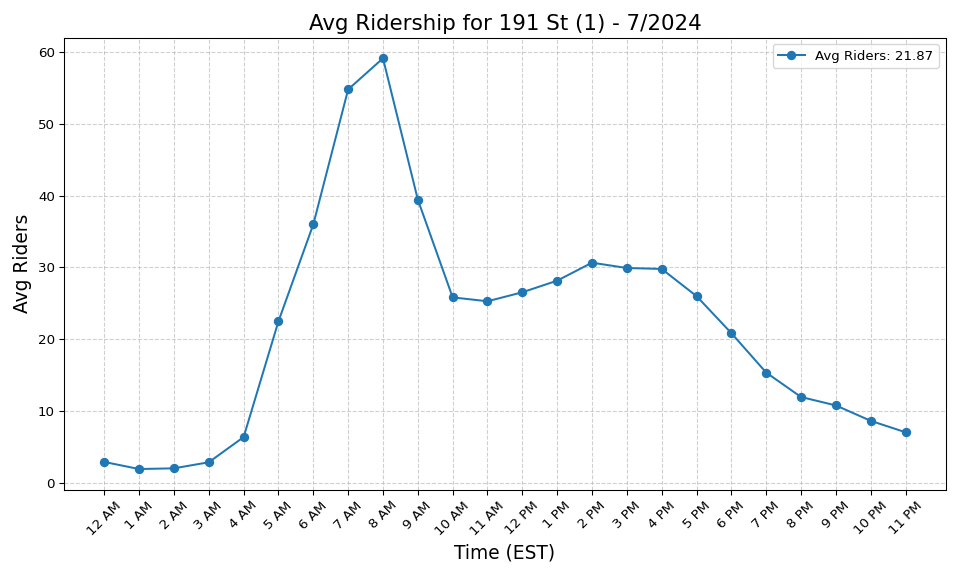 Avg Ridership for 191 St (1) - 7/2024
Avg Riders: 21.87
Avg Riders
60
50
40
30
20
10
0
12 AM
1 AM
2 AM
3 AM
4 AM
5 AM
6 AM
7 AM
8 AM
9 AM
10 AM
11 AM
12 PM
1 PM
2 PM
3 PM
4 PM
5 PM
6 PM
7 PM
8 PM
9 PM
10 PM
11 PM
Time (EST)